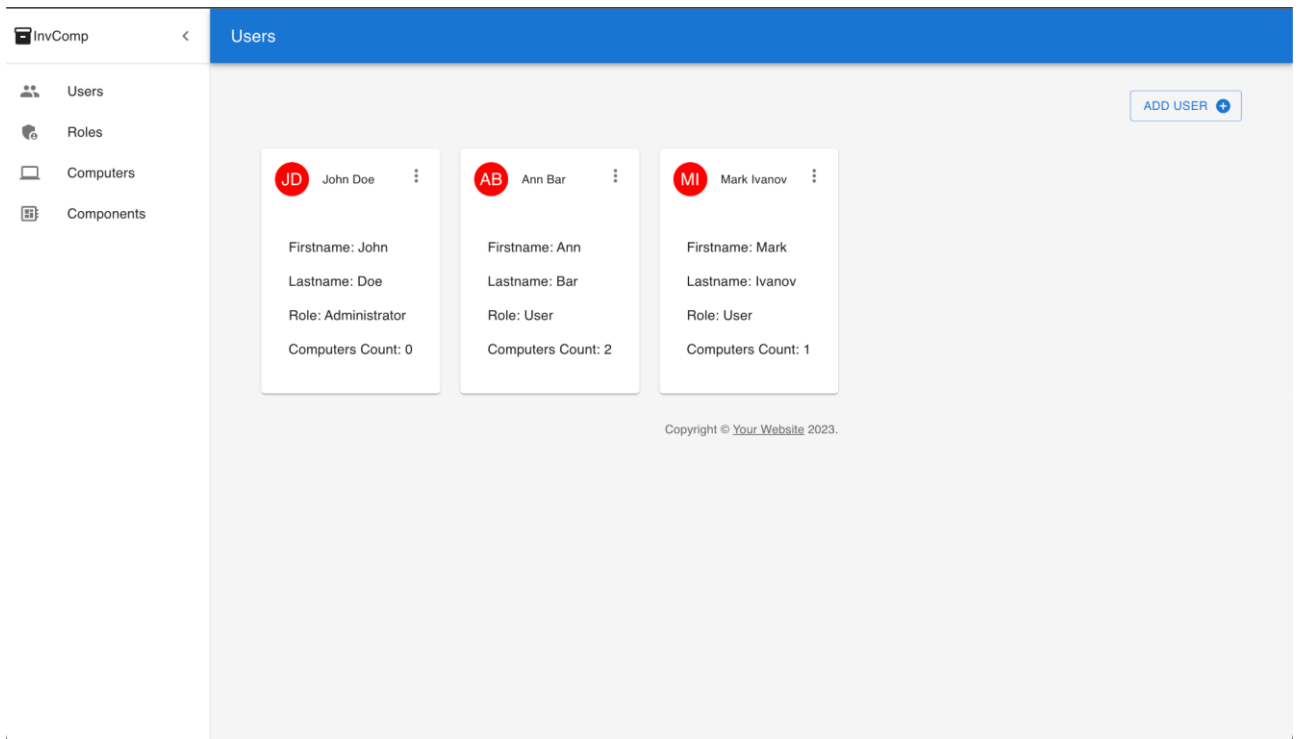 InvComp
Users
Users
Roles
Computers
Components
ADD USER
JD John Doe
Firstname: John
Lastname: Doe
Role: Administrator
Computers Count: 0
AB Ann Bar
Firstname: Ann
Lastname: Bar
Role: User
Computers Count: 2
MI Mark Ivanov
Firstname: Mark
Lastname: Ivanov
Role: User
Computers Count: 1
Copyright © Your Website 2023.